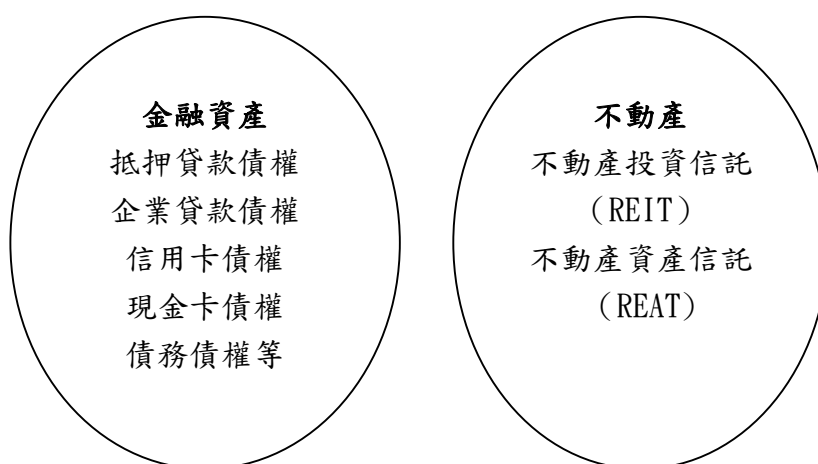 金融資產
抵押貸款債權
企業貸款債權
信用卡債權
現金卡債權
債務債權等
不動產
不動產投資信託
（REIT）
不動產資產信託
（REAT）